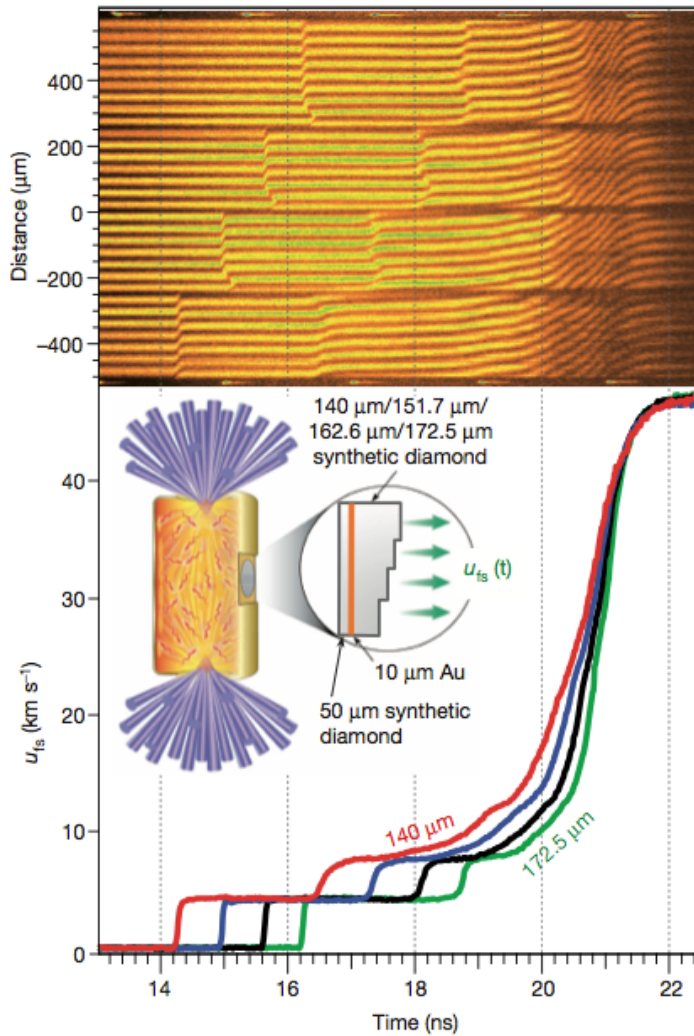 400
200
0
−200
−400
Distance (µm)
140 µm/151.7 µm/
162.6 µm/172.5 µm
synthetic diamond
u_fs (t)
10 µm Au
50 µm synthetic
diamond
140 µm
172.5 µm
40
30
20
10
0
u_fs (km s⁻¹)
14
16
18
20
22
Time (ns)